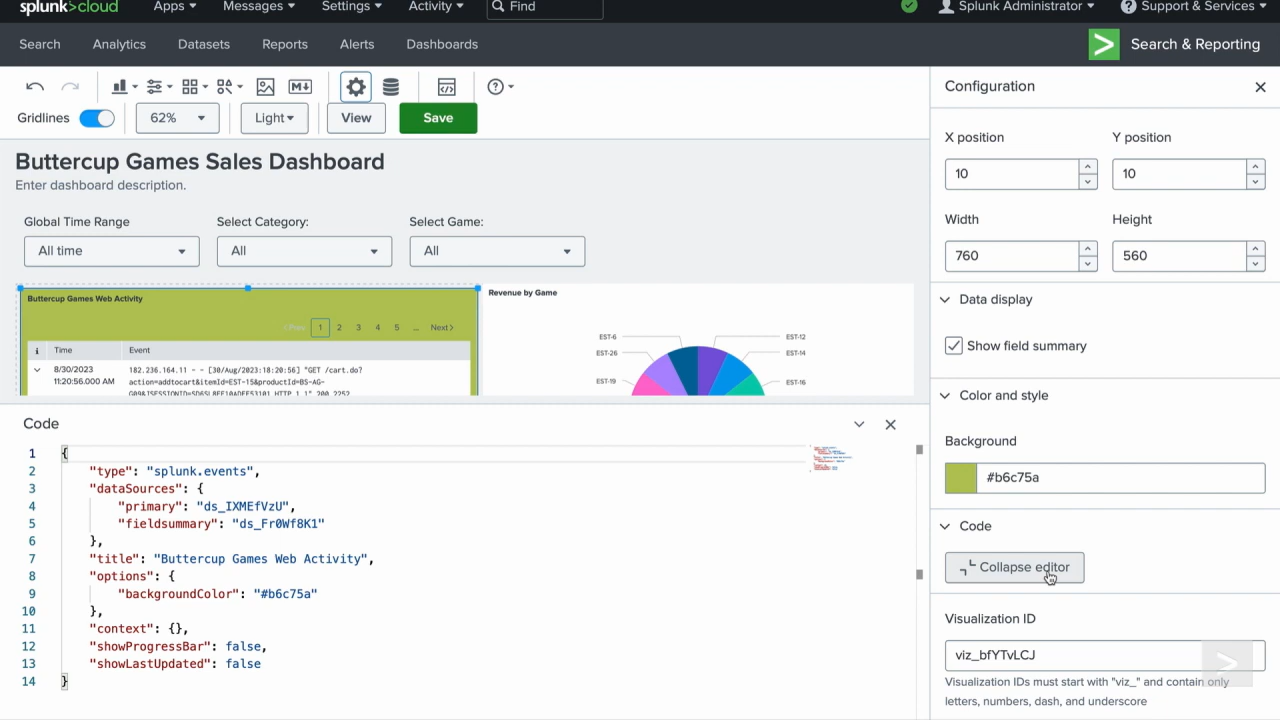 splunk>cloud Apps Messages Settings Activity Find Splunk Administrator Support & Services
Search Analytics Datasets Reports Alerts Dashboards > Search & Reporting
Gridlines 62% Light View Save
Buttercup Games Sales Dashboard
Enter dashboard description.
Global Time Range Select Category: Select Game:
All time All All
Buttercup Games Web Activity
< Prev 1 2 3 4 5 ... Next >
i Time Event
8/30/2023
11:20:56.000 AM
182.236.164.11 - - [30/Aug/2023:18:20:56] "GET /cart.do?
action=addtocart&itemId=EST-15&productId=BS-AG-
Revenue by Game
EST-6 EST-12
EST-26 EST-14
EST-19 EST-16
Code
1 {
2 "type": "splunk.events",
3 "dataSources": {
4 "primary": "ds_IXMEfVzU",
5 "fieldsummary": "ds_Fr0Wf8K1"
6 },
7 "title": "Buttercup Games Web Activity",
8 "options": {
9 "backgroundColor": "#b6c75a"
10 },
11 "context": {},
12 "showProgressBar": false,
13 "showLastUpdated": false
14 }
Configuration
X position Y position
10 10
Width Height
760 560
Data display
Show field summary
Color and style
Background
#b6c75a
Code
Collapse editor
Visualization ID
viz_bfYTvLCJ
Visualization IDs must start with "viz_" and contain only
letters, numbers, dash, and underscore